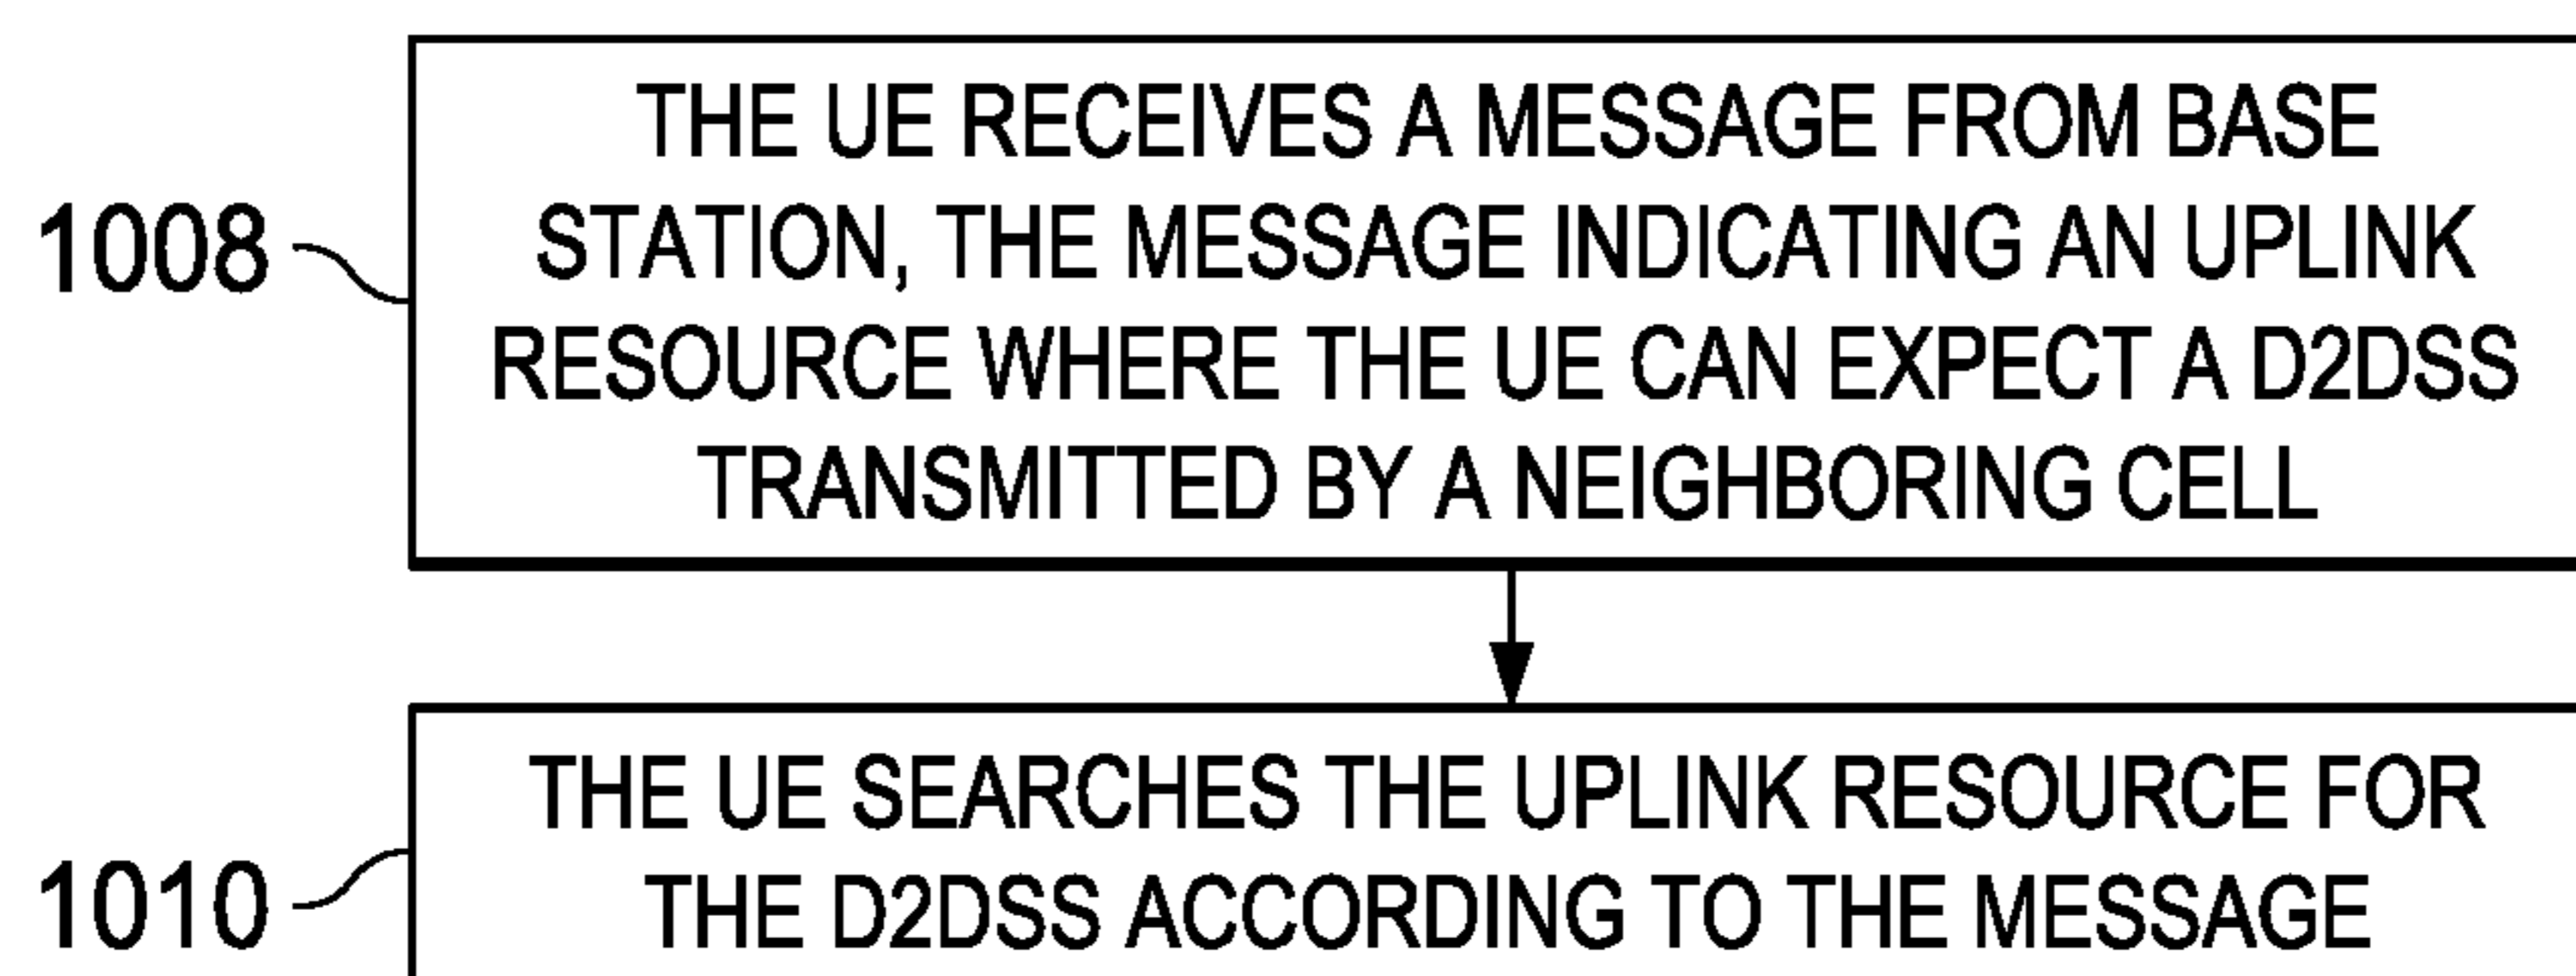 THE UE RECEIVES A MESSAGE FROM BASE
STATION, THE MESSAGE INDICATING AN UPLINK
RESOURCE WHERE THE UE CAN EXPECT A D2DSS
TRANSMITTED BY A NEIGHBORING CELL
1008
THE UE SEARCHES THE UPLINK RESOURCE FOR
THE D2DSS ACCORDING TO THE MESSAGE
1010